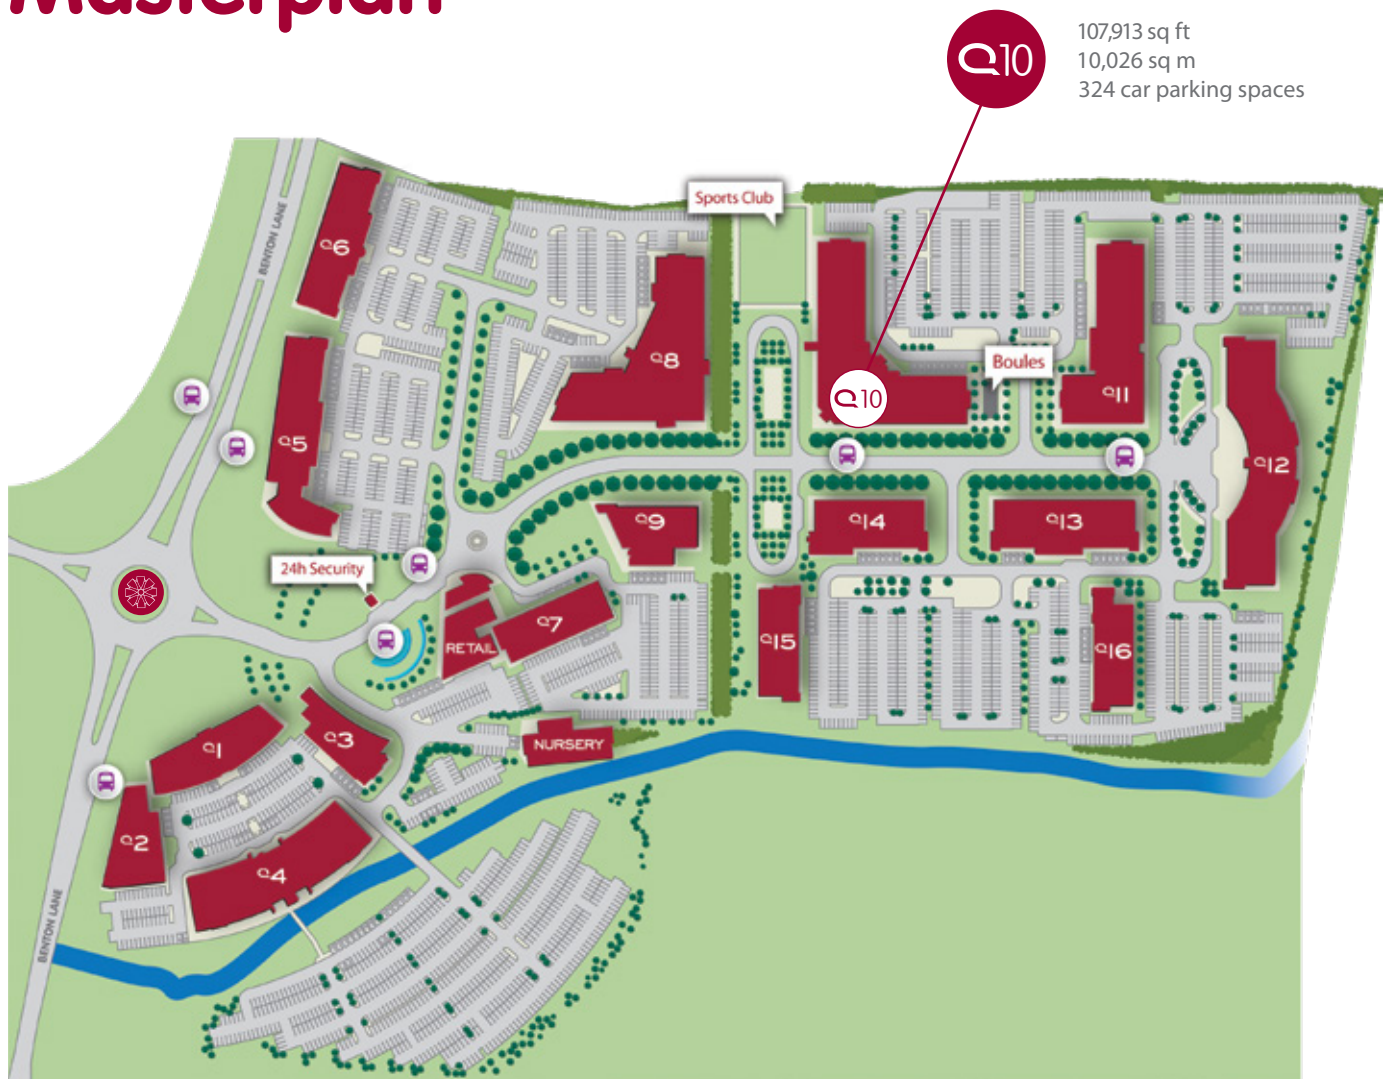 Masterplan
Q10
107,913 sq ft
10,026 sq m
324 car parking spaces
Sports Club
BENTON LANE
Q6
Q8
Boules
Q11
Q10
Q5
Q12
Q9
Q14
Q13
24h Security
Q7
RETAIL
Q15
Q16
Q1
Q3
NURSERY
Q2
Q4
BENTON LANE